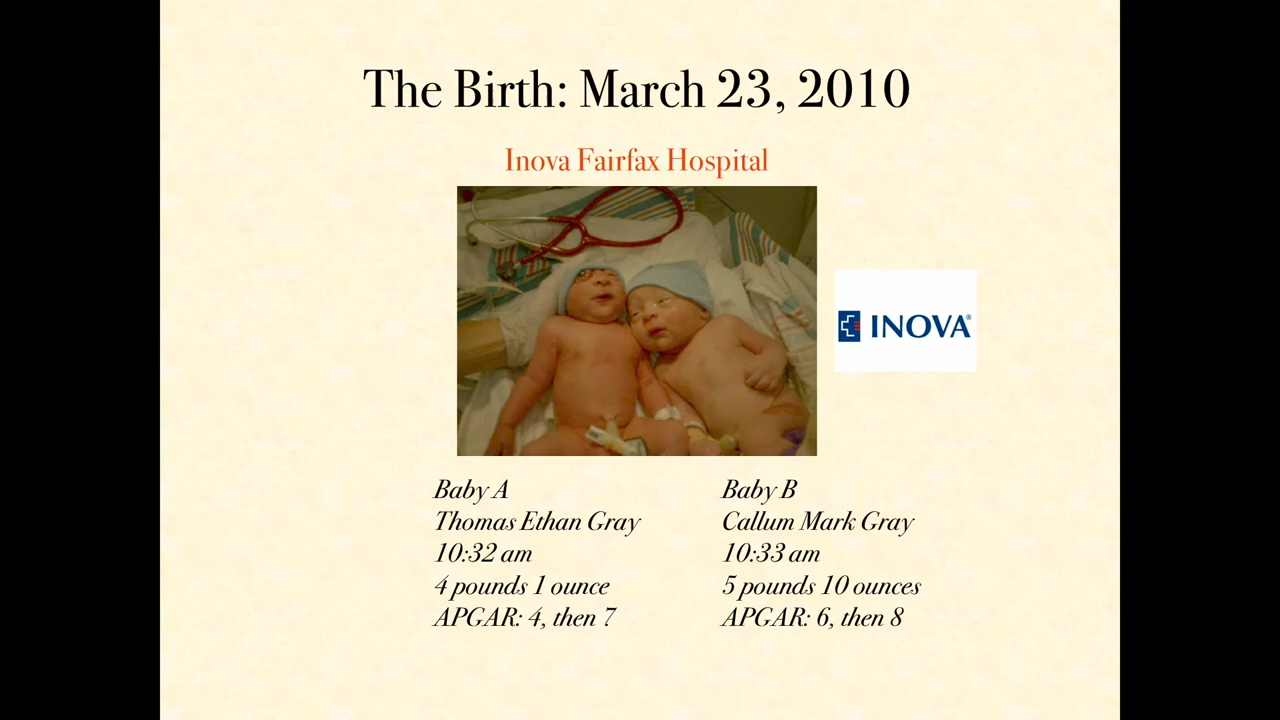 The Birth: March 23, 2010
Inova Fairfax Hospital
INOVA®
Baby A
Thomas Ethan Gray
10:32 am
4 pounds 1 ounce
APGAR: 4, then 7
Baby B
Callum Mark Gray
10:33 am
5 pounds 10 ounces
APGAR: 6, then 8